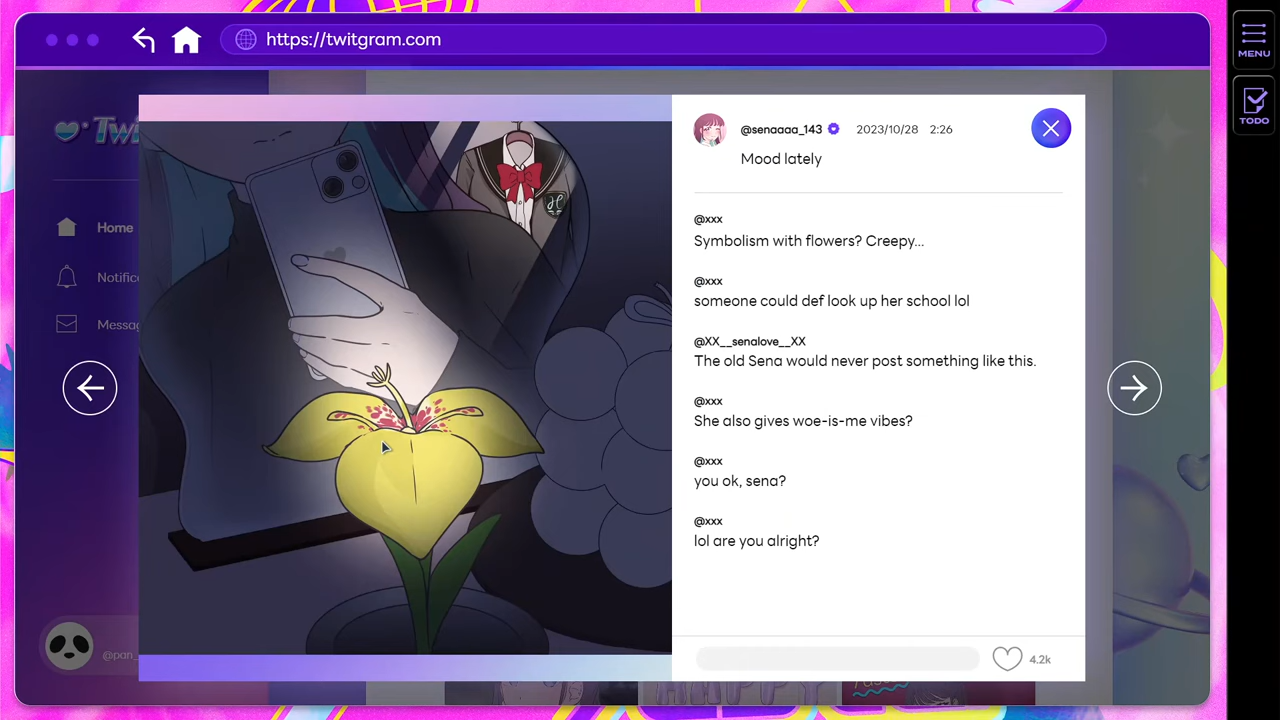 https://twitgram.com
MENU
TODO
@senaaaa_143 2023/10/28 2:26
Mood lately
Home
@xxx
Symbolism with flowers? Creepy...
@xxx
someone could def look up her school lol
@XX__senalove__XX
The old Sena would never post something like this.
@xxx
She also gives woe-is-me vibes?
@xxx
you ok, sena?
@xxx
lol are you alright?
@pan_
4.2k